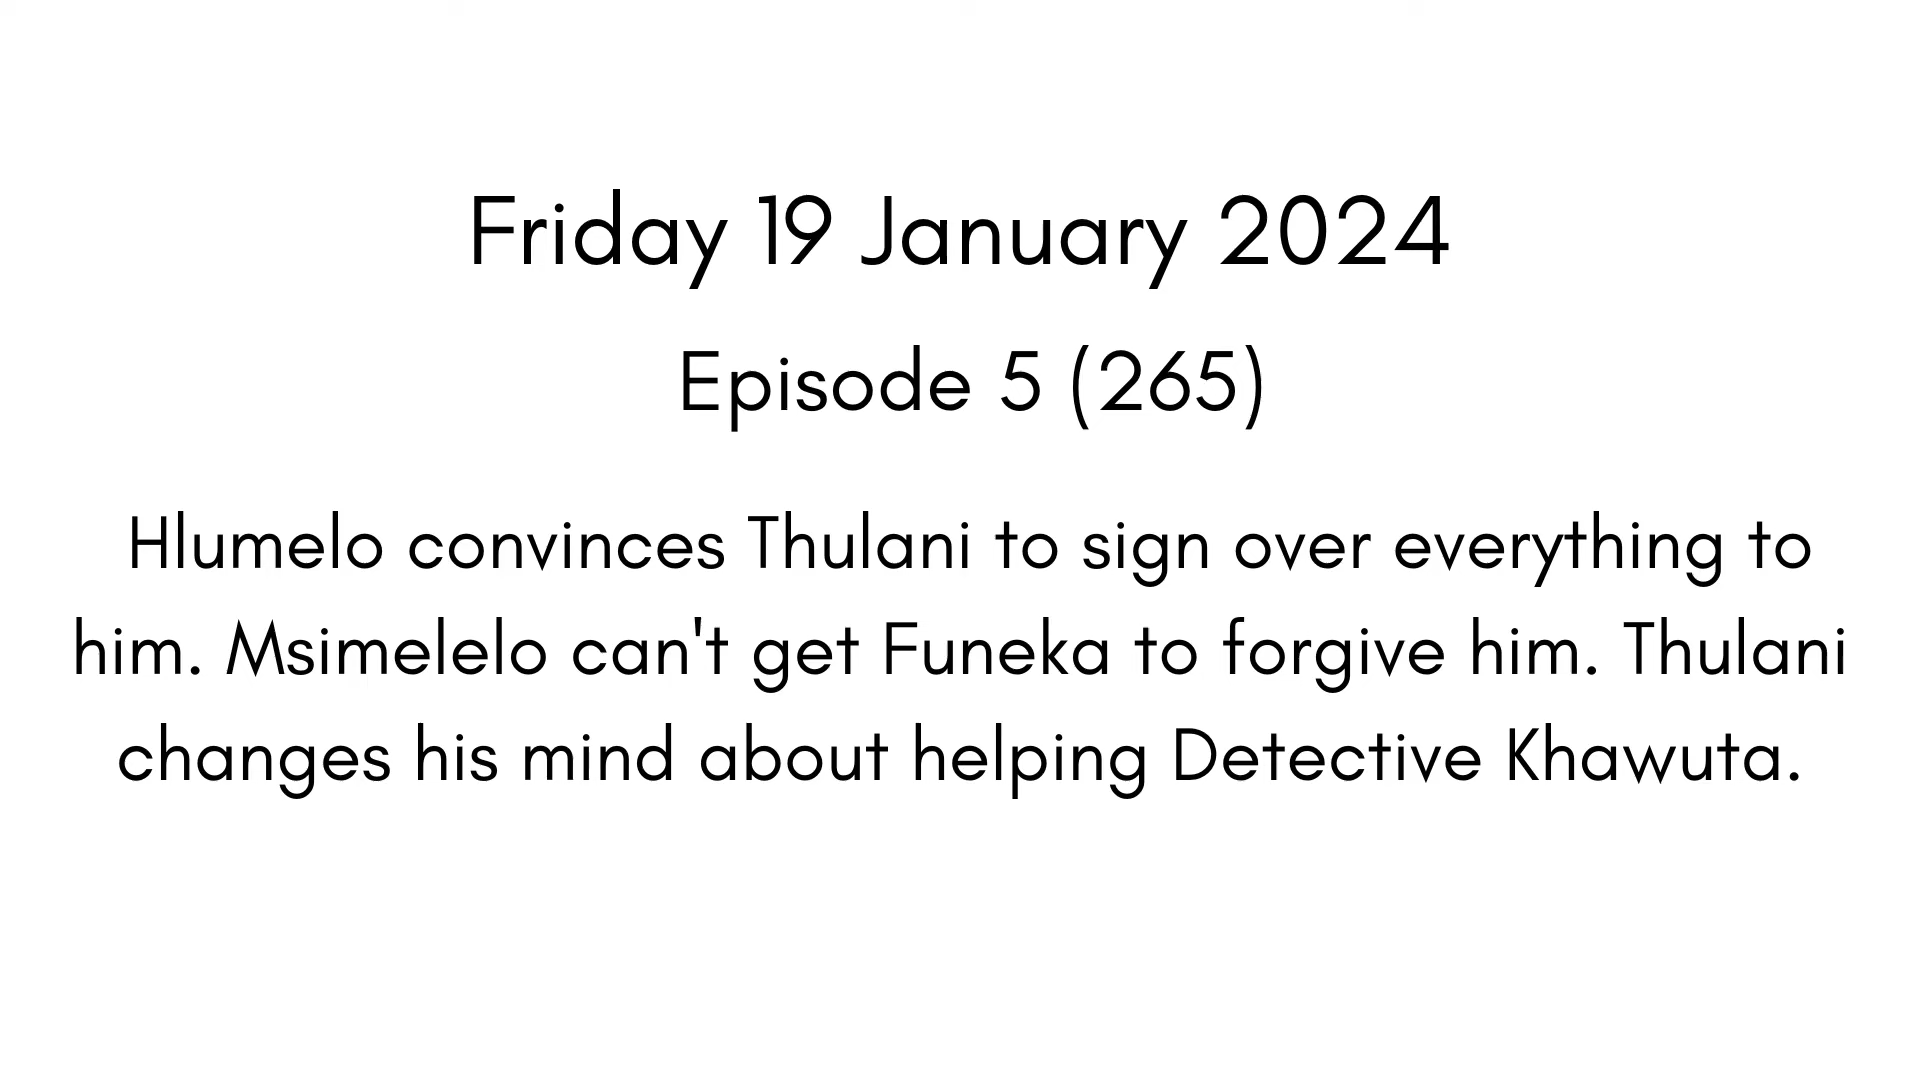 Friday 19 January 2024
Episode 5 (265)
Hlumelo convinces Thulani to sign over everything to
him. Msimelelo can't get Funeka to forgive him. Thulani
changes his mind about helping Detective Khawuta.